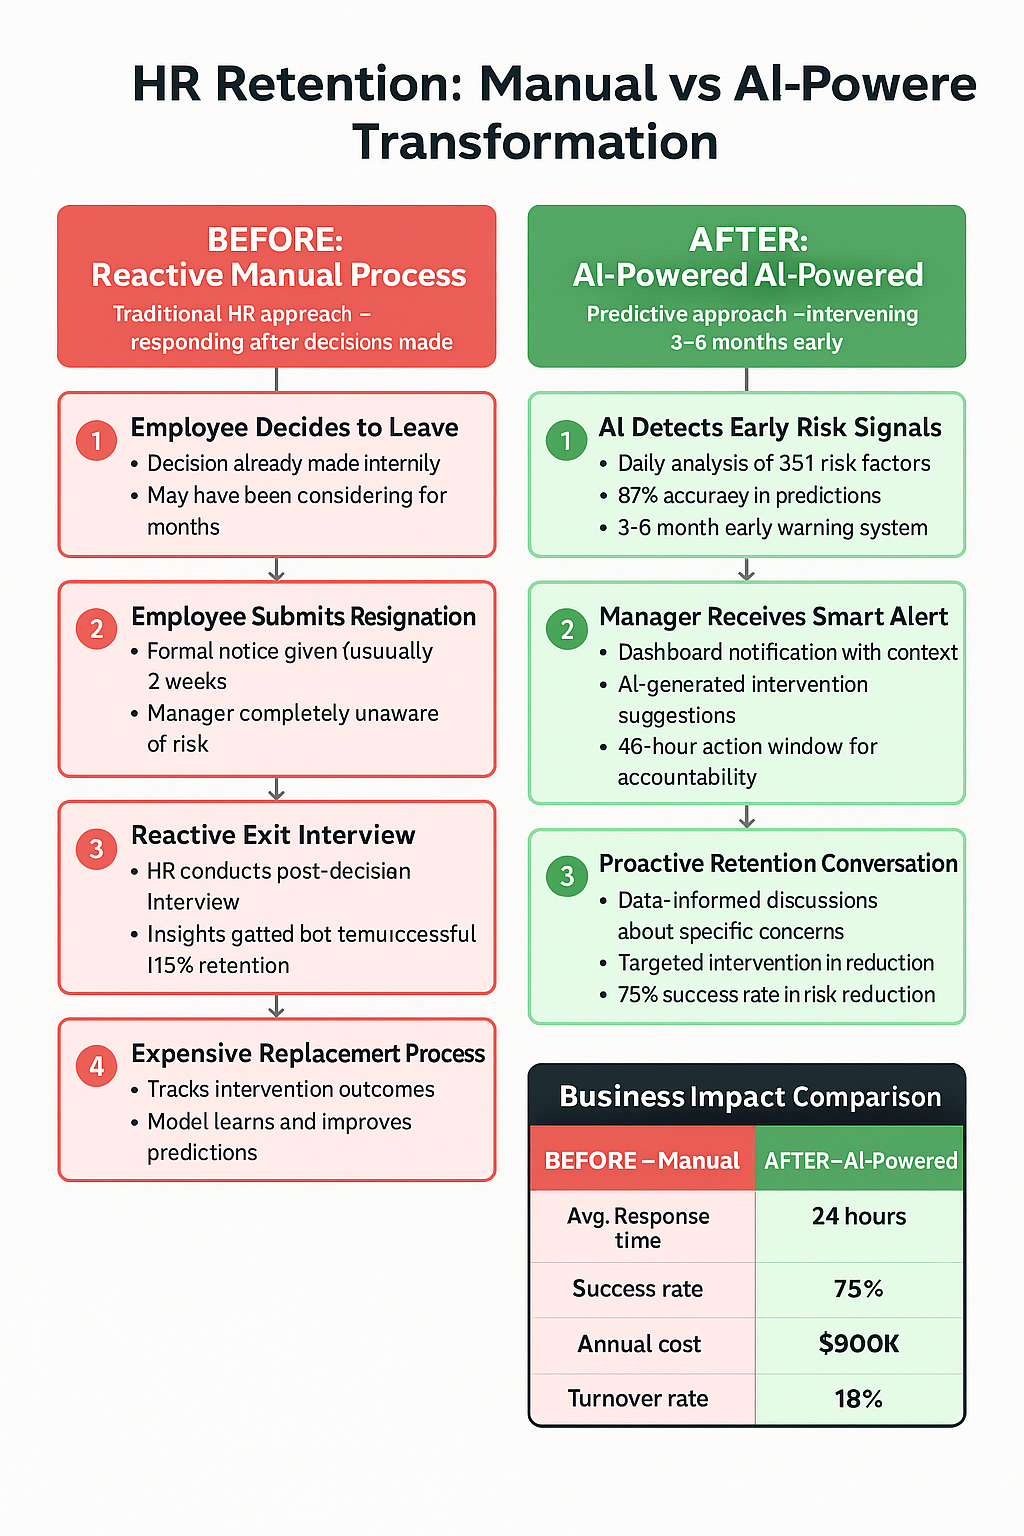 HR Retention: Manual vs AI-Powere
Transformation
BEFORE:
Reactive Manual Process
Traditional HR appreach –
responding after decisions made
1
Employee Decides to Leave
• Decision already made internily
• May have been considering for
months
2
Employee Submits Resignation
• Formal notice given (usuually
2 weeks
• Manager completely unaware
of risk
3
Reactive Exit Interview
• HR conducts post-decisian
Interview
• Insights gatted bot temuıccessful
I15% retention
4
Expensive Replacemert Process
• Tracks intervention outcomes
• Model learns and improves
predictions
AFTER:
AI-Powered AI-Powered
Predictive approach –intervening
3–6 months early
1
AI Detects Early Risk Signals
• Daily analysis of 351 risk factors
• 87% accuraey in predictions
• 3-6 month early warning system
2
Manager Receives Smart Alert
• Dashboard notification with context
• AI-generated intervention
suggestions
• 46-hour action window for
accountability
3
Proactive Retention Conversation
• Data-informed discussions
about specific concerns
• Targeted intervention in reduction
• 75% success rate in risk reduction
Business Impact Comparison
BEFORE – Manual AFTER–AI-Powered
Avg. Response 24 hours
time
Success rate 75%
Annual cost $900K
Turnover rate 18%